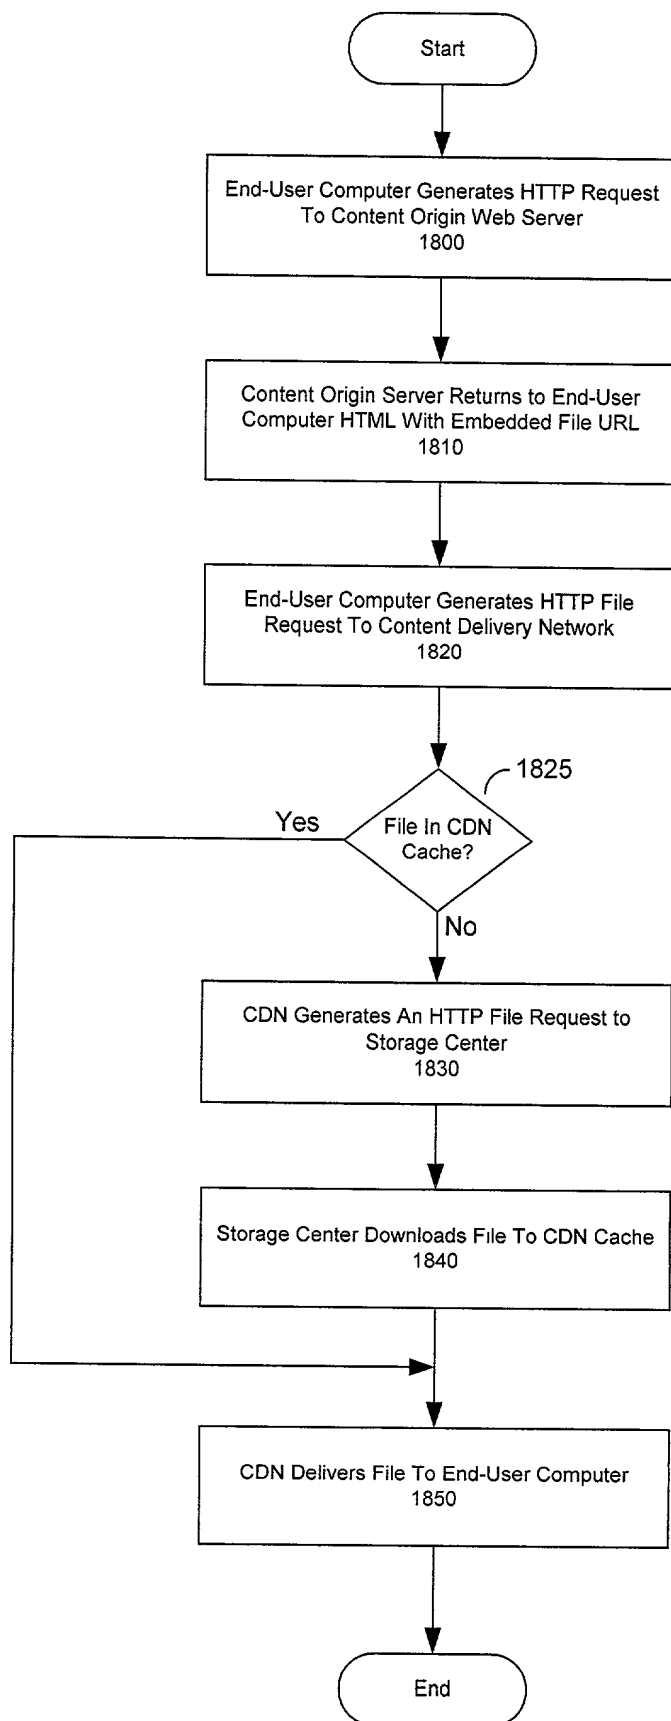 Start
End-User Computer Generates HTTP Request
To Content Origin Web Server
1800
Content Origin Server Returns to End-User
Computer HTML With Embedded File URL
1810
End-User Computer Generates HTTP File
Request To Content Delivery Network
1820
1825
Yes
File In CDN
Cache?
No
CDN Generates An HTTP File Request to
Storage Center
1830
Storage Center Downloads File To CDN Cache
1840
CDN Delivers File To End-User Computer
1850
End